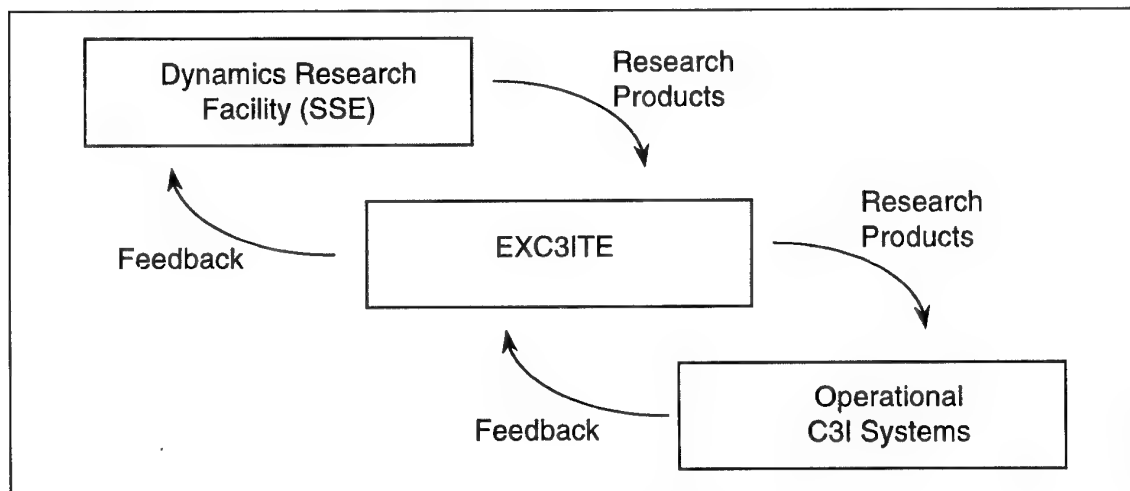 Dynamics Research
Facility (SSE)
Research
Products
EXC3ITE
Feedback
Research
Products
Operational
C3I Systems
Feedback